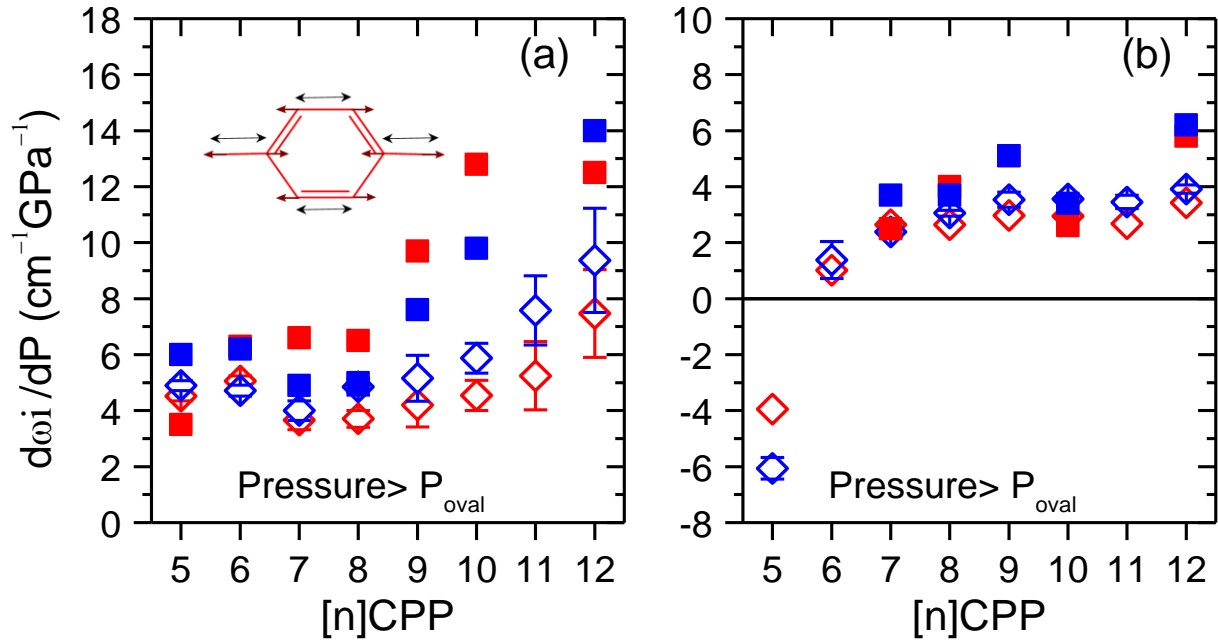 dωi /dP (cm⁻¹GPa⁻¹)
18
16
14
12
10
8
6
4
2
0
(a)
Pressure> P_oval
5 6 7 8 9 10 11 12
[n]CPP
10
8
6
4
2
0
-2
-4
-6
-8
(b)
Pressure> P_oval
5 6 7 8 9 10 11 12
[n]CPP